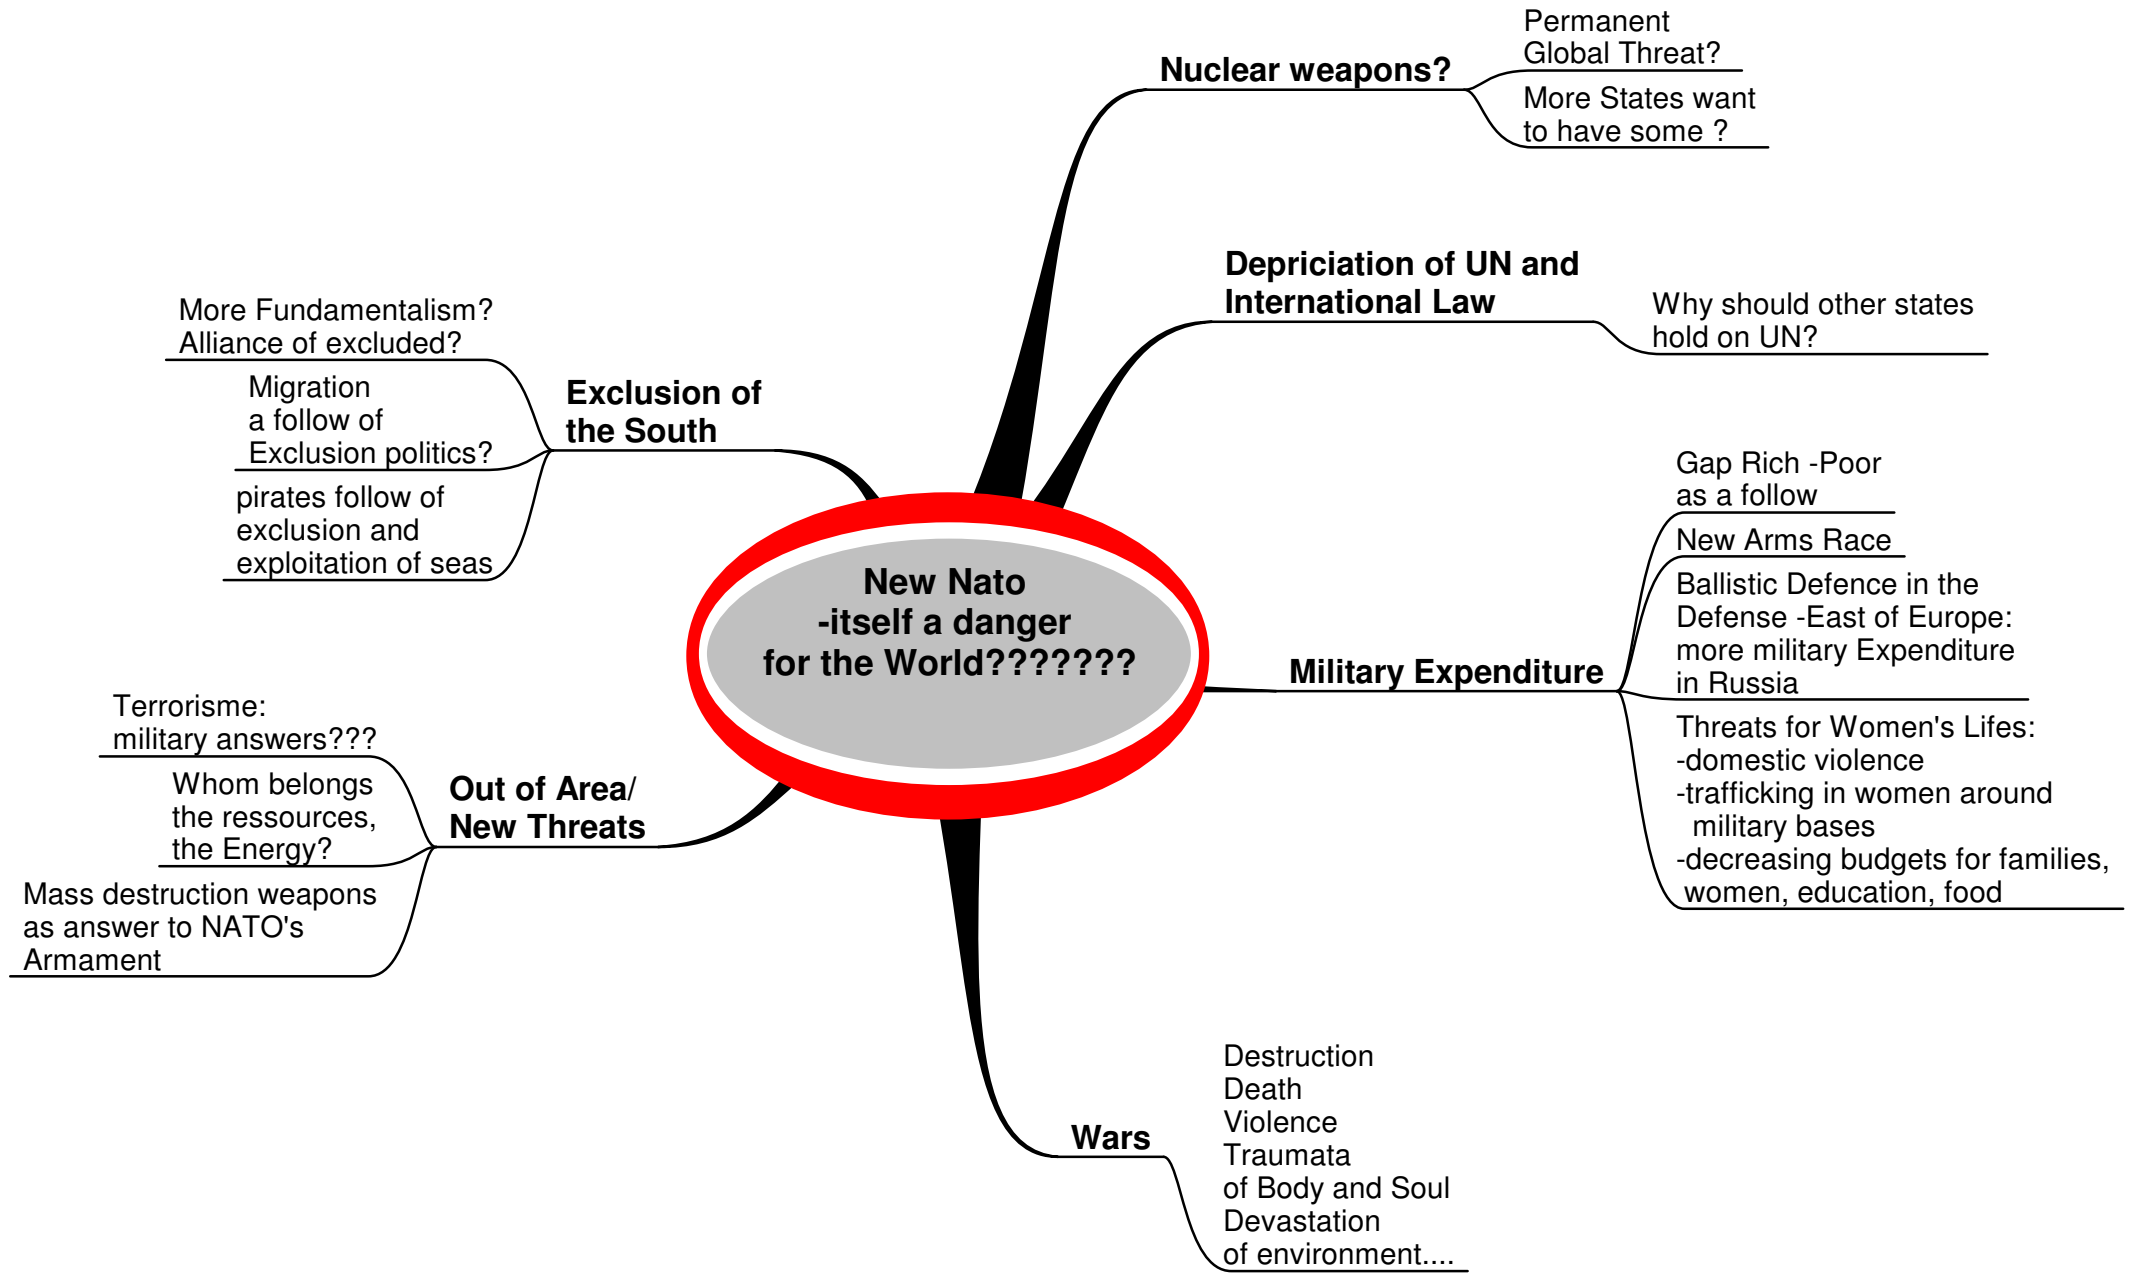 New Nato
-itself a danger
for the World???????
Nuclear weapons?
Permanent
Global Threat?
More States want
to have some ?
Depriciation of UN and
International Law
Why should other states
hold on UN?
Military Expenditure
Gap Rich -Poor
as a follow
New Arms Race
Ballistic Defence in the
Defense -East of Europe:
more military Expenditure
in Russia
Threats for Women's Lifes:
-domestic violence
-trafficking in women around
military bases
-decreasing budgets for families,
women, education, food
Wars
Destruction
Death
Violence
Traumata
of Body and Soul
Devastation
of environment....
Out of Area/
New Threats
Terrorisme:
military answers???
Whom belongs
the ressources,
the Energy?
Mass destruction weapons
as answer to NATO's
Armament
Exclusion of
the South
More Fundamentalism?
Alliance of excluded?
Migration
a follow of
Exclusion politics?
pirates follow of
exclusion and
exploitation of seas